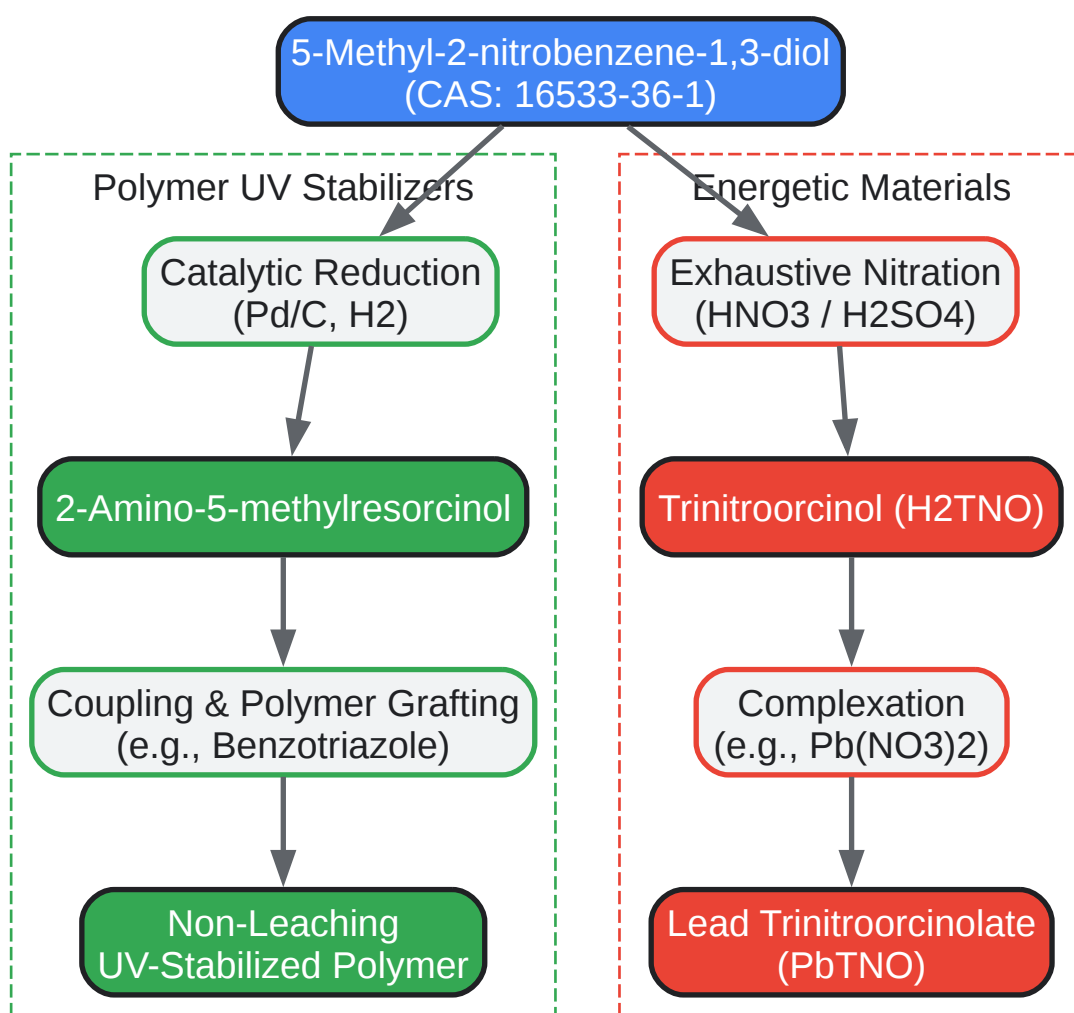 5-Methyl-2-nitrobenzene-1,3-diol
(CAS: 16533-36-1)
Polymer UV Stabilizers
Energetic Materials
Catalytic Reduction
(Pd/C, H2)
Exhaustive Nitration
(HNO3 / H2SO4)
2-Amino-5-methylresorcinol
Trinitroorcinol (H2TNO)
Coupling & Polymer Grafting
(e.g., Benzotriazole)
Complexation
(e.g., Pb(NO3)2)
Non-Leaching
UV-Stabilized Polymer
Lead Trinitroorcinolate
(PbTNO)